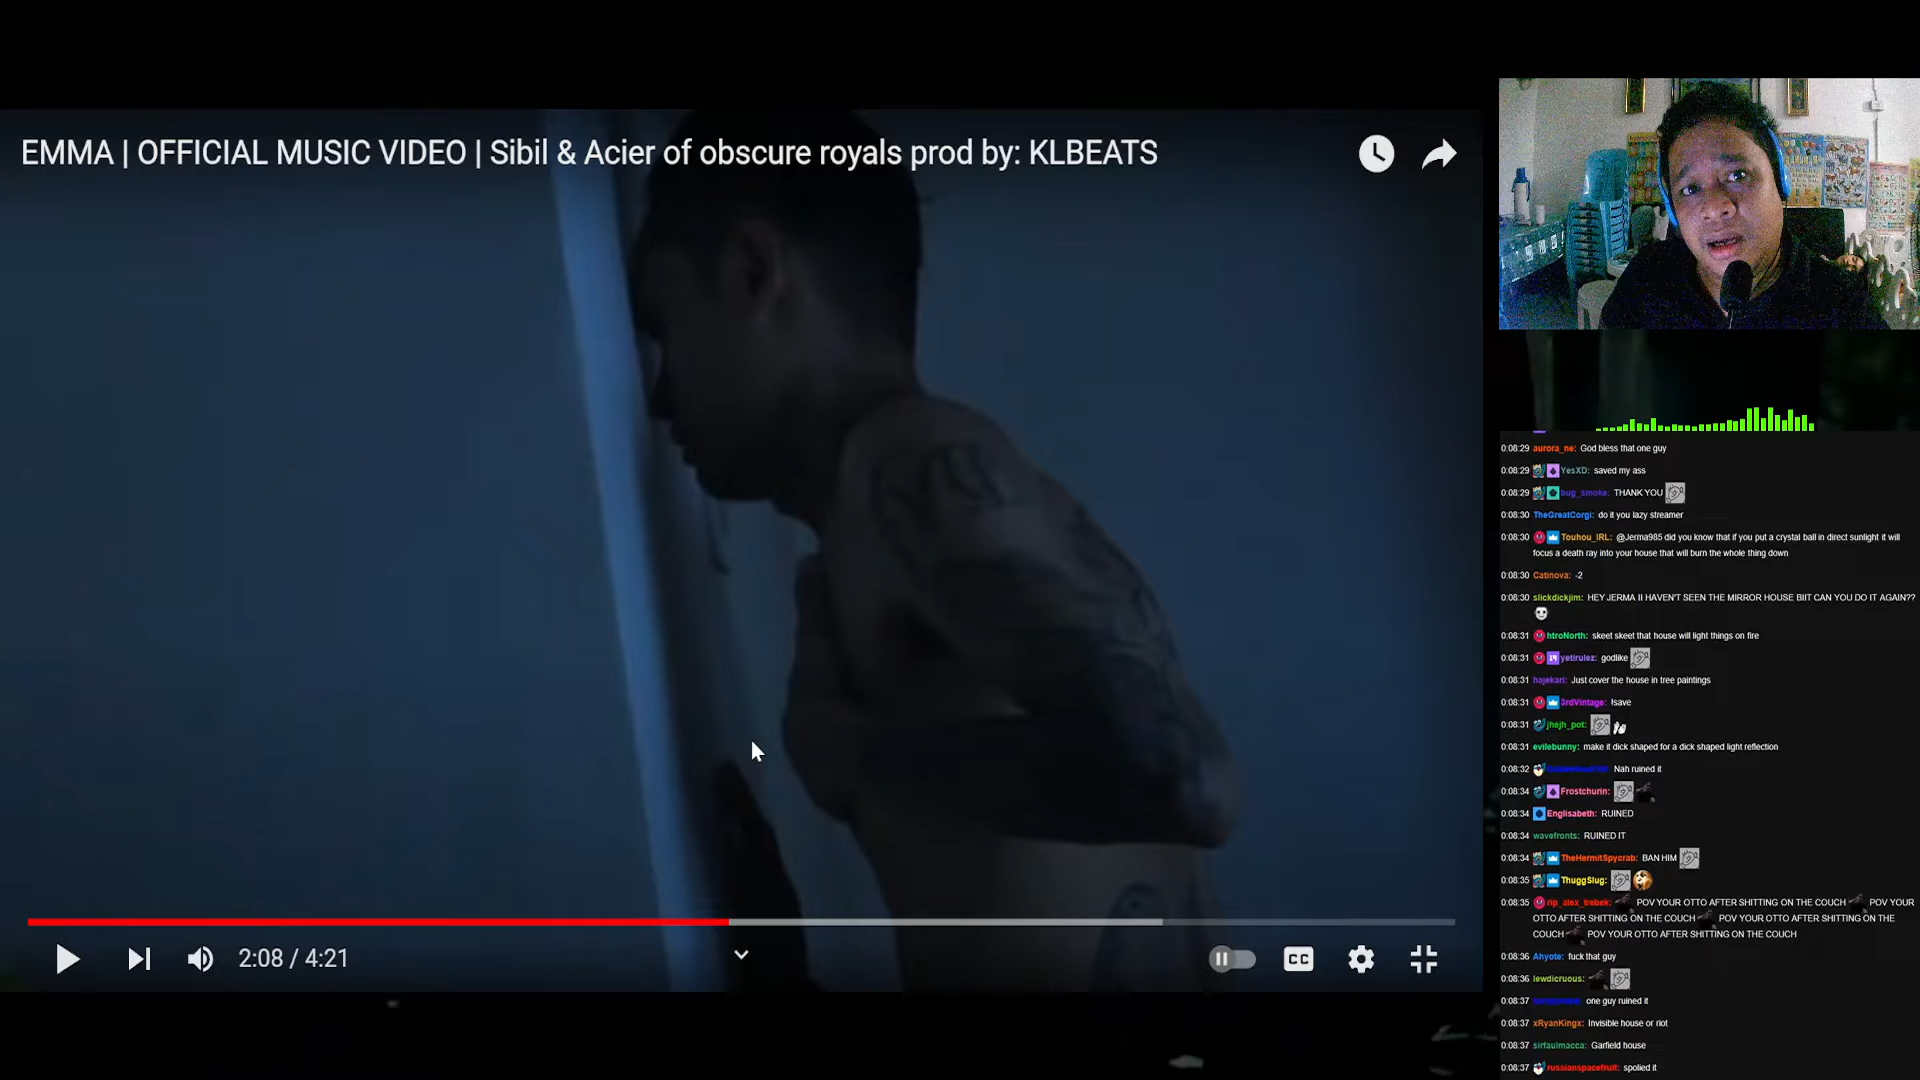 EMMA | OFFICIAL MUSIC VIDEO | Sibil & Acier of obscure royals prod by: KLBEATS
2:08 / 4:21
CC
0:08:29 aurora_ne: God bless that one guy
0:08:29 YesXD: saved my ass
0:08:29 bug_smoke: THANK YOU
0:08:30 TheGreatCorgi: do it you lazy streamer
0:08:30 Touhou_IRL: @Jerma985 did you know that if you put a crystal ball in direct sunlight it will
focus a death ray into your house that will burn the whole thing down
0:08:30 Catinova: -2
0:08:30 slickdickjim: HEY JERMA II HAVEN'T SEEN THE MIRROR HOUSE BIIT CAN YOU DO IT AGAIN??
0:08:31 htroNorth: skeet skeet that house will light things on fire
0:08:31 yetirulez: godlike
0:08:31 hajekari: Just cover the house in tree paintings
0:08:31 3rdVintage: !save
0:08:31 jhejh_pot:
0:08:31 evilebunny: make it dick shaped for a dick shaped light reflection
0:08:32 Nah ruined it
0:08:34 Frostchurin:
0:08:34 Englisabeth: RUINED
0:08:34 wavefronts: RUINED IT
0:08:34 TheHermitSpycrab: BAN HIM
0:08:35 ThuggSlug:
0:08:35 rip_alex_trebek: POV YOUR OTTO AFTER SHITTING ON THE COUCH POV YOUR
OTTO AFTER SHITTING ON THE COUCH POV YOUR OTTO AFTER SHITTING ON THE
COUCH POV YOUR OTTO AFTER SHITTING ON THE COUCH
0:08:36 Ahyote: fuck that guy
0:08:36 lewdicruous:
0:08:37 one guy ruined it
0:08:37 xRyanKingx: Invisible house or riot
0:08:37 sirfaulmacca: Garfield house
0:08:37 russianspacefruit: spolied it